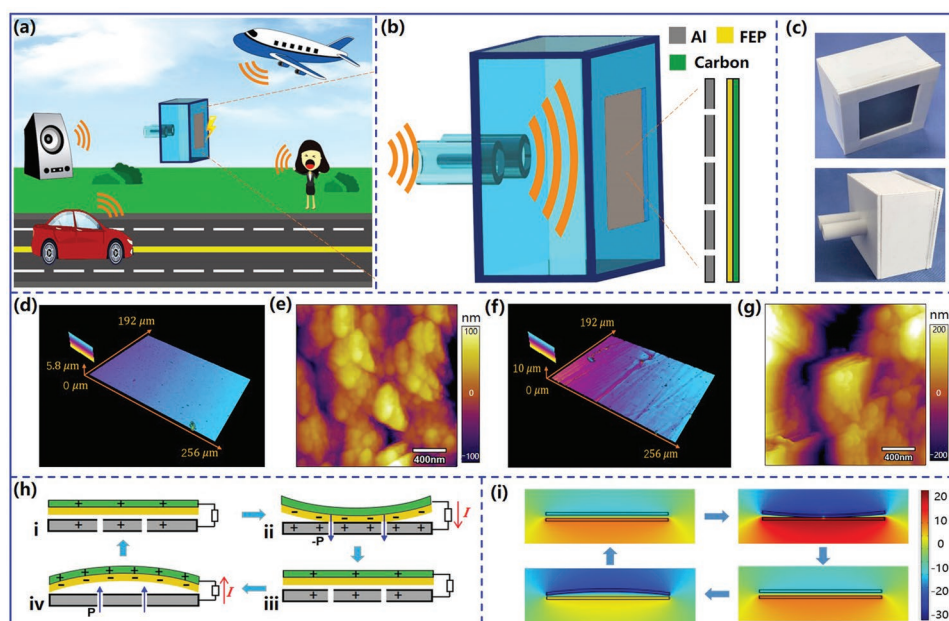 (a)
(b)
Al FEP
Carbon
(c)
(d)
192 μm
5.8 μm
0 μm
256 μm
(e)
nm
100
0
-100
400nm
(f)
192 μm
10 μm
0 μm
256 μm
(g)
nm
200
0
-200
400nm
(h)
+ + +
- - -
+ + +
i
- - - - -
+ + + + + +
I
ii
-P
+ + + + + + +
- - - - - -
I
iv
P
+
- - -
+ + +
iii
(i)
20
10
0
-10
-20
-30